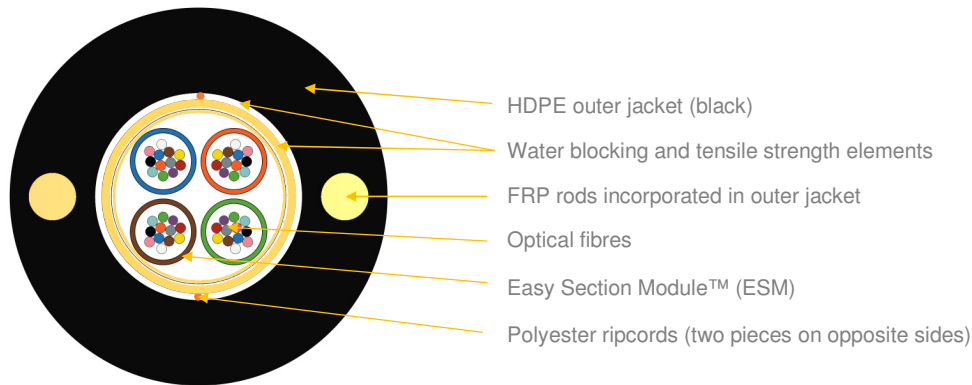 HDPE outer jacket (black)
Water blocking and tensile strength elements
FRP rods incorporated in outer jacket
Optical fibres
Easy Section Module™ (ESM)
Polyester ripcords (two pieces on opposite sides)